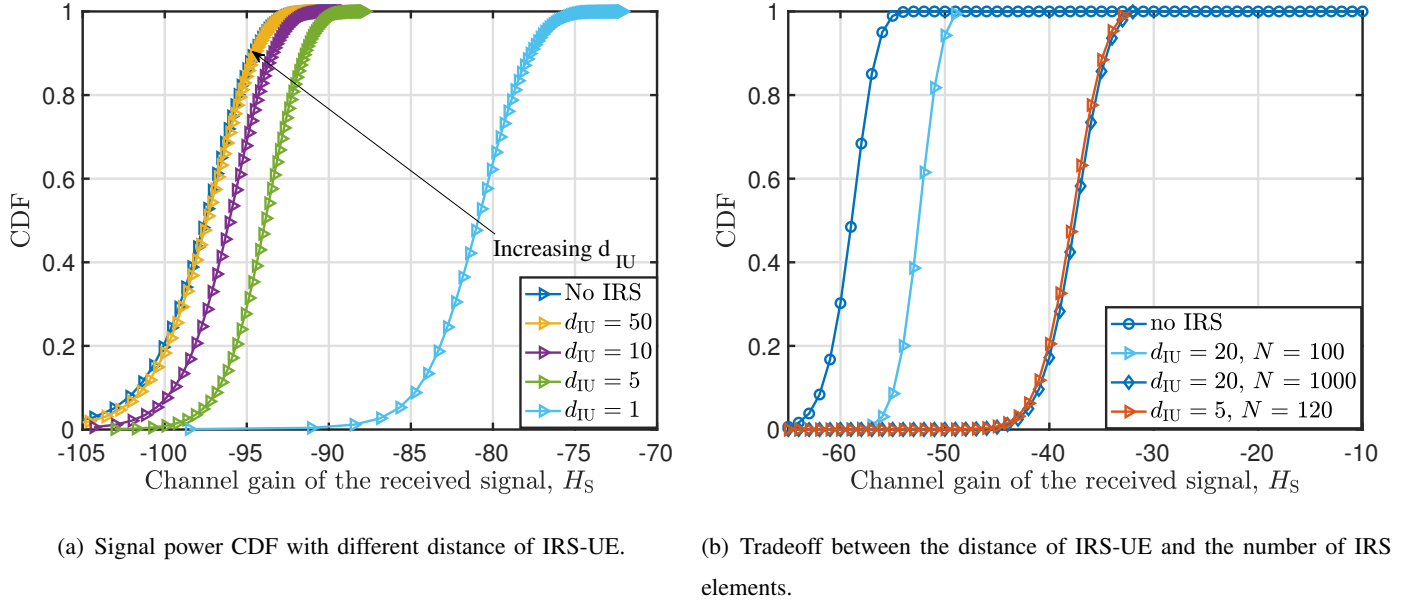 CDF
1
0.8
0.6
0.4
0.2
0
-105
-100
-95
-90
-85
-80
-75
-70
Channel gain of the received signal, H_S
Increasing d_IU
No IRS
d_IU = 50
d_IU = 10
d_IU = 5
d_IU = 1
(a) Signal power CDF with different distance of IRS-UE.
CDF
1
0.8
0.6
0.4
0.2
0
-60
-50
-40
-30
-20
-10
Channel gain of the received signal, H_S
no IRS
d_IU = 20, N = 100
d_IU = 20, N = 1000
d_IU = 5, N = 120
(b) Tradeoff between the distance of IRS-UE and the number of IRS
elements.